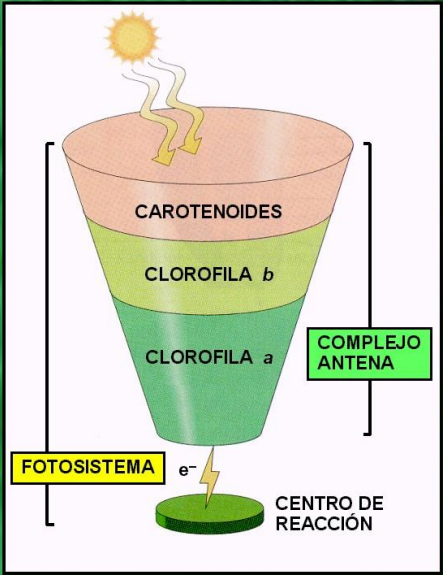 CAROTENOIDES
CLOROFILA b
CLOROFILA a
COMPLEJO
ANTENA
FOTOSISTEMA
e⁻
CENTRO DE
REACCIÓN